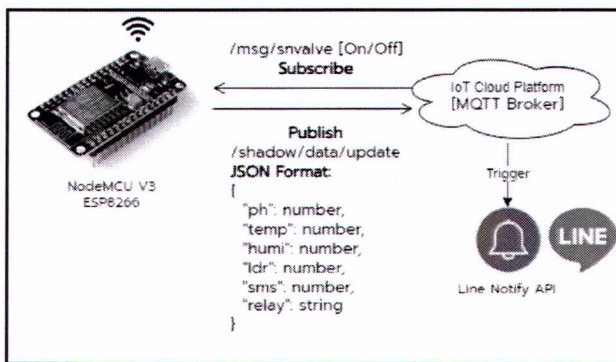 /msg/snvalve [On/Off]
Subscribe
IoT Cloud Platform
[MQTT Broker]
Publish
/shadow/data/update
JSON Format:
{
"ph": number,
"temp": number,
"humi": number,
"ldr": number,
"sms": number,
"relay": string
}
NodeMCU V3
ESP8266
Trigger
LINE
Line Notify API